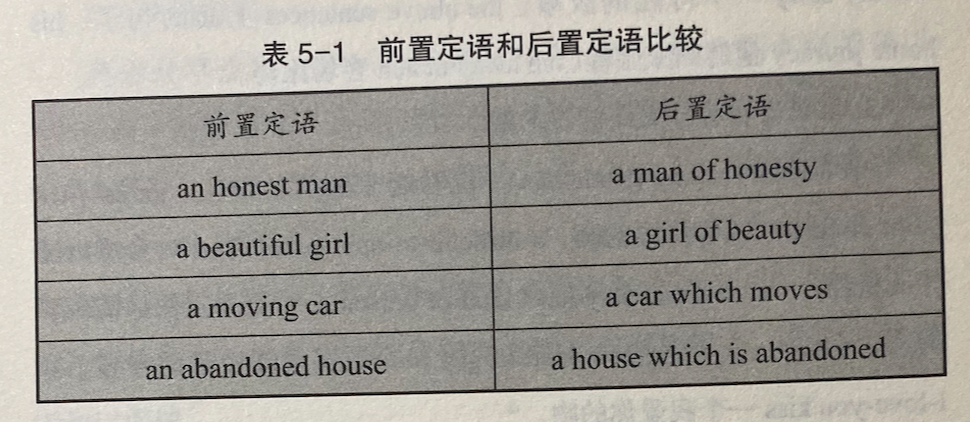 表 5-1 前置定语和后置定语比较
前置定语 后置定语
an honest man a man of honesty
a beautiful girl a girl of beauty
a moving car a car which moves
an abandoned house a house which is abandoned